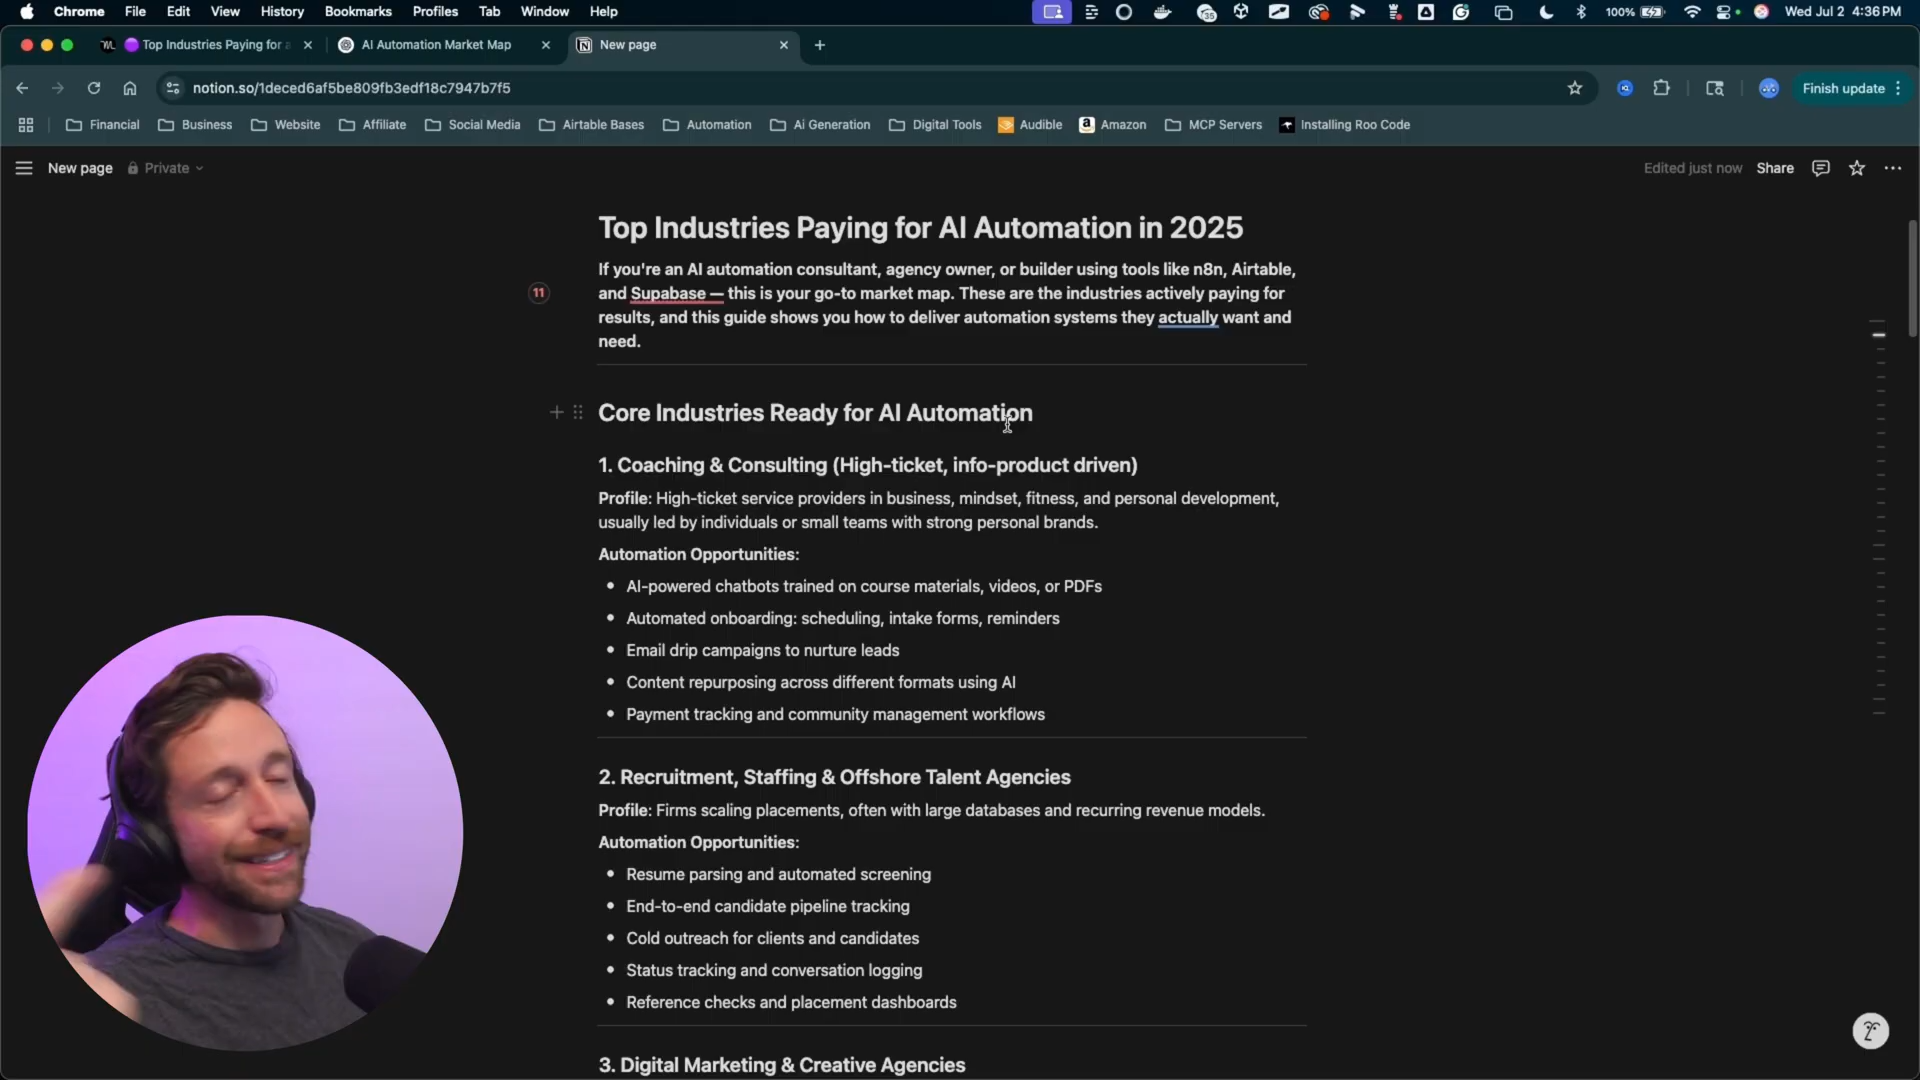 Chrome File Edit View History Bookmarks Profiles Tab Window Help 35 100% Wed Jul 2 4:36 PM
Top Industries Paying for a AI Automation Market Map New page
notion.so/1deced6af5be809fb3edf18c7947b7f5 Finish update
Financial Business Website Affiliate Social Media Airtable Bases Automation Ai Generation Digital Tools Audible Amazon MCP Servers Installing Roo Code
New page Private Edited just now Share
Top Industries Paying for AI Automation in 2025
If you're an AI automation consultant, agency owner, or builder using tools like n8n, Airtable,
11
and Supabase — this is your go-to market map. These are the industries actively paying for
results, and this guide shows you how to deliver automation systems they actually want and
need.
Core Industries Ready for AI Automation
1. Coaching & Consulting (High-ticket, info-product driven)
Profile: High-ticket service providers in business, mindset, fitness, and personal development,
usually led by individuals or small teams with strong personal brands.
Automation Opportunities:
• AI-powered chatbots trained on course materials, videos, or PDFs
• Automated onboarding: scheduling, intake forms, reminders
• Email drip campaigns to nurture leads
• Content repurposing across different formats using AI
• Payment tracking and community management workflows
2. Recruitment, Staffing & Offshore Talent Agencies
Profile: Firms scaling placements, often with large databases and recurring revenue models.
Automation Opportunities:
• Resume parsing and automated screening
• End-to-end candidate pipeline tracking
• Cold outreach for clients and candidates
• Status tracking and conversation logging
• Reference checks and placement dashboards
3. Digital Marketing & Creative Agencies